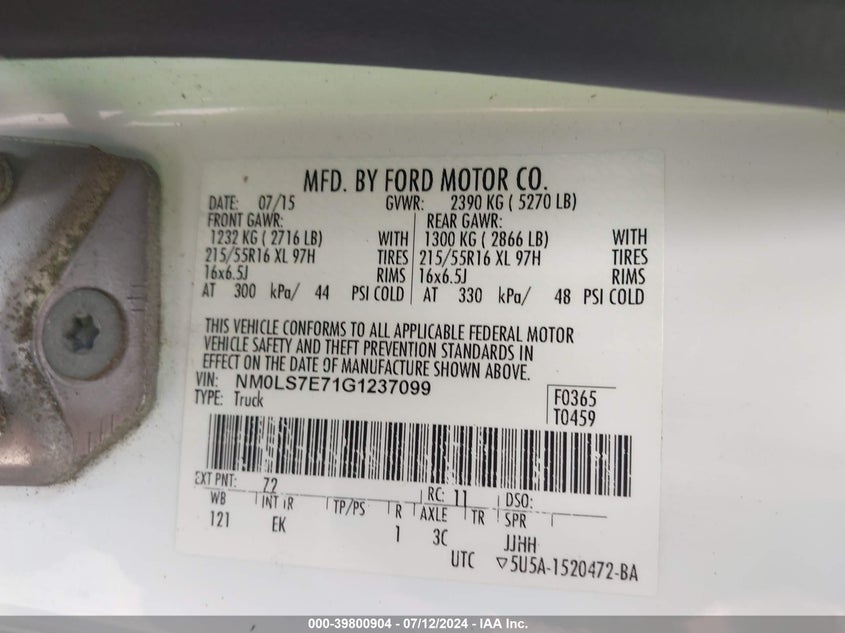 MFD. BY FORD MOTOR CO.
DATE: 07/15 GVWR: 2390 KG ( 5270 LB)
FRONT GAWR: REAR GAWR:
1232 KG ( 2716 LB) WITH 1300 KG ( 2866 LB) WITH
215/55R16 XL 97H TIRES 215/55R16 XL 97H TIRES
16x6.5J RIMS 16x6.5J RIMS
AT 300 kPa/ 44 PSI COLD AT 330 kPa/ 48 PSI COLD
THIS VEHICLE CONFORMS TO ALL APPLICABLE FEDERAL MOTOR
VEHICLE SAFETY AND THEFT PREVENTION STANDARDS IN
EFFECT ON THE DATE OF MANUFACTURE SHOWN ABOVE.
VIN: NM0LS7E71G1237099
TYPE: Truck
F0365
T0459
EXT PNT: Z2 RC: 11 DSO:
WB INT TR TP/PS R AXLE TR SPR
121 EK 1 3C JJHH
UTC ▽5U5A-1520472-BA
000-39800904 - 07/12/2024 - IAA Inc.